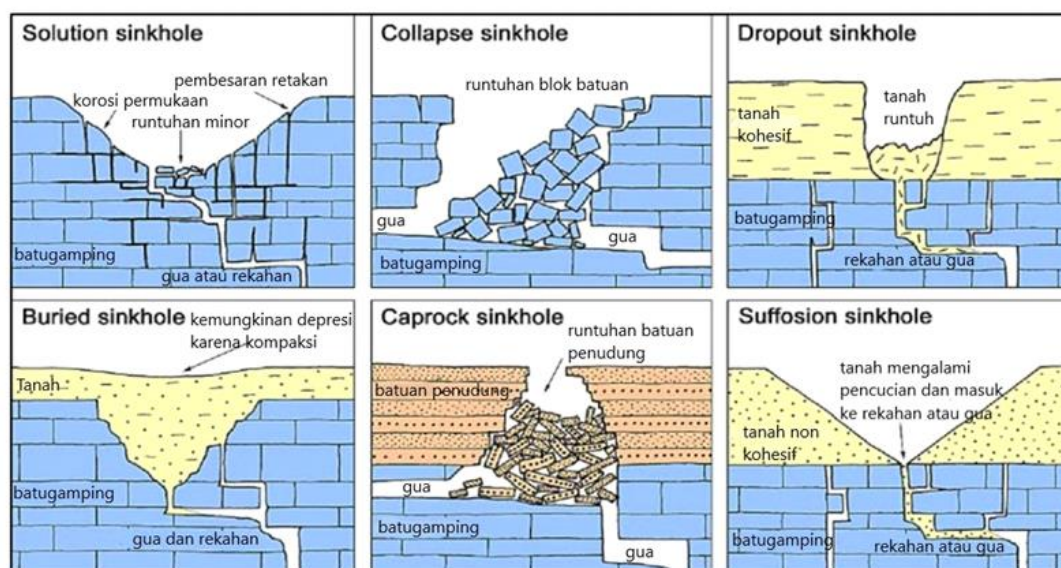 Solution sinkhole
pembesaran retakan
korosi permukaan
runtuhan minor
batugamping
gua atau rekahan
Collapse sinkhole
runtuhan blok batuan
gua
gua
batugamping
Dropout sinkhole
tanah
runtuh
tanah
kohesif
batugamping
rekahan atau gua
Buried sinkhole
kemungkinan depresi
karena kompaksi
Tanah
batugamping
gua dan rekahan
Caprock sinkhole
runtuhan batuan
penudung
batuan penudung
gua
batugamping
gua
Suffosion sinkhole
tanah mengalami
pencucian dan masuk
ke rekahan atau gua
tanah non
kohesif
batugamping
rekahan atau gua